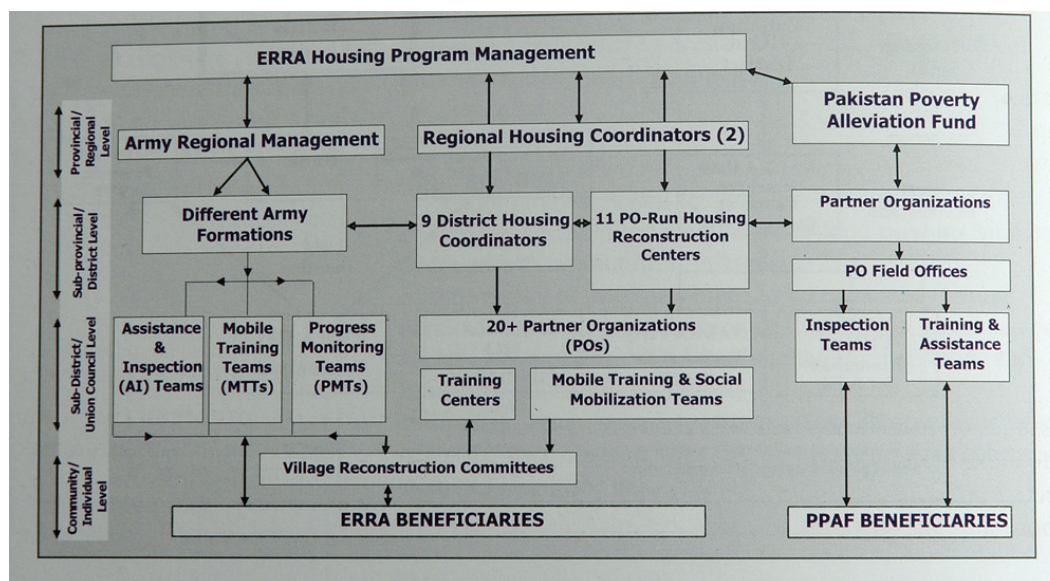 ERRA Housing Program Management
Provincial/
Regional
Level
Army Regional Management
Regional Housing Coordinators (2)
Pakistan Poverty
Alleviation Fund
Sub-provincial/
District Level
Different Army
Formations
9 District Housing
Coordinators
11 PO-Run Housing
Reconstruction
Centers
Partner Organizations
PO Field Offices
Sub-District/
Union Council Level
Assistance
&
Inspection
(AI) Teams
Mobile
Training
Teams
(MTTs)
Progress
Monitoring
Teams
(PMTs)
20+ Partner Organizations
(POs)
Inspection
Teams
Training &
Assistance
Teams
Training
Centers
Mobile Training & Social
Mobilization Teams
Community/
Individual
Level
Village Reconstruction Committees
ERRA BENEFICIARIES
PPAF BENEFICIARIES